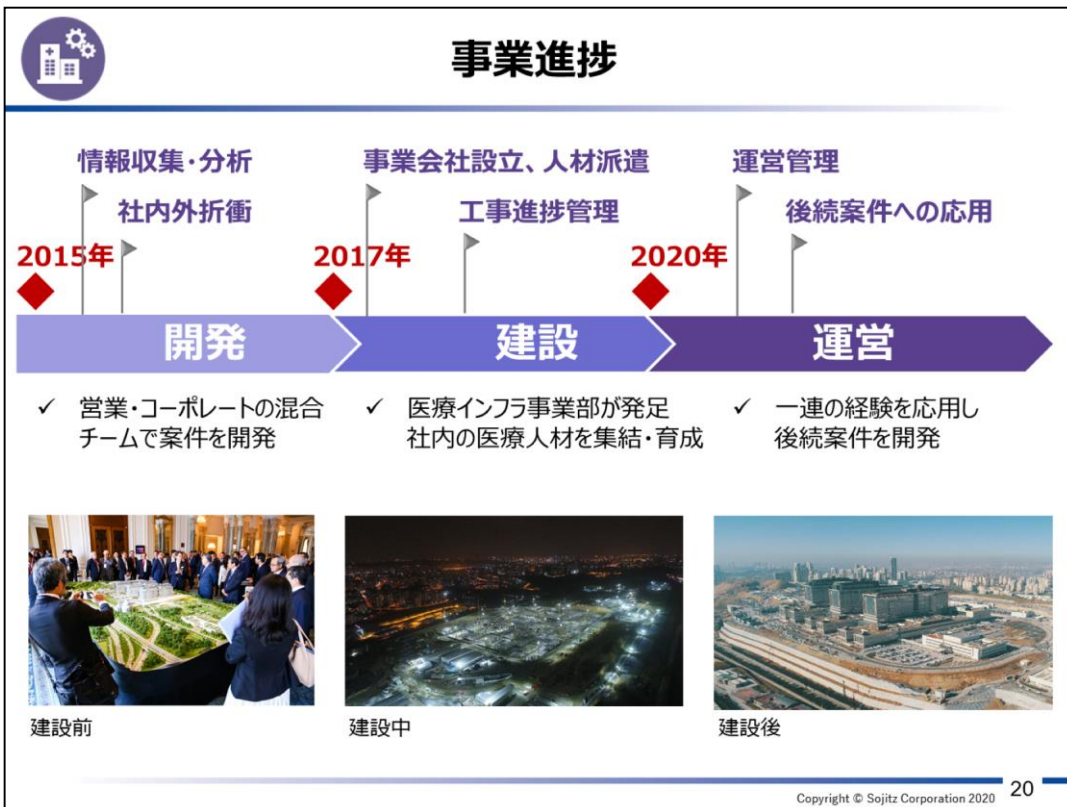 事業進捗
情報収集・分析
社内外折衝
事業会社設立、人材派遣
工事進捗管理
運営管理
後続案件への応用
2015年
2017年
2020年
開発
建設
運営
✓ 営業・コーポレートの混合
チームで案件を開発
✓ 医療インフラ事業部が発足
社内の医療人材を集結・育成
✓ 一連の経験を応用し
後続案件を開発
建設前
建設中
建設後
Copyright © Sojitz Corporation 2020
20